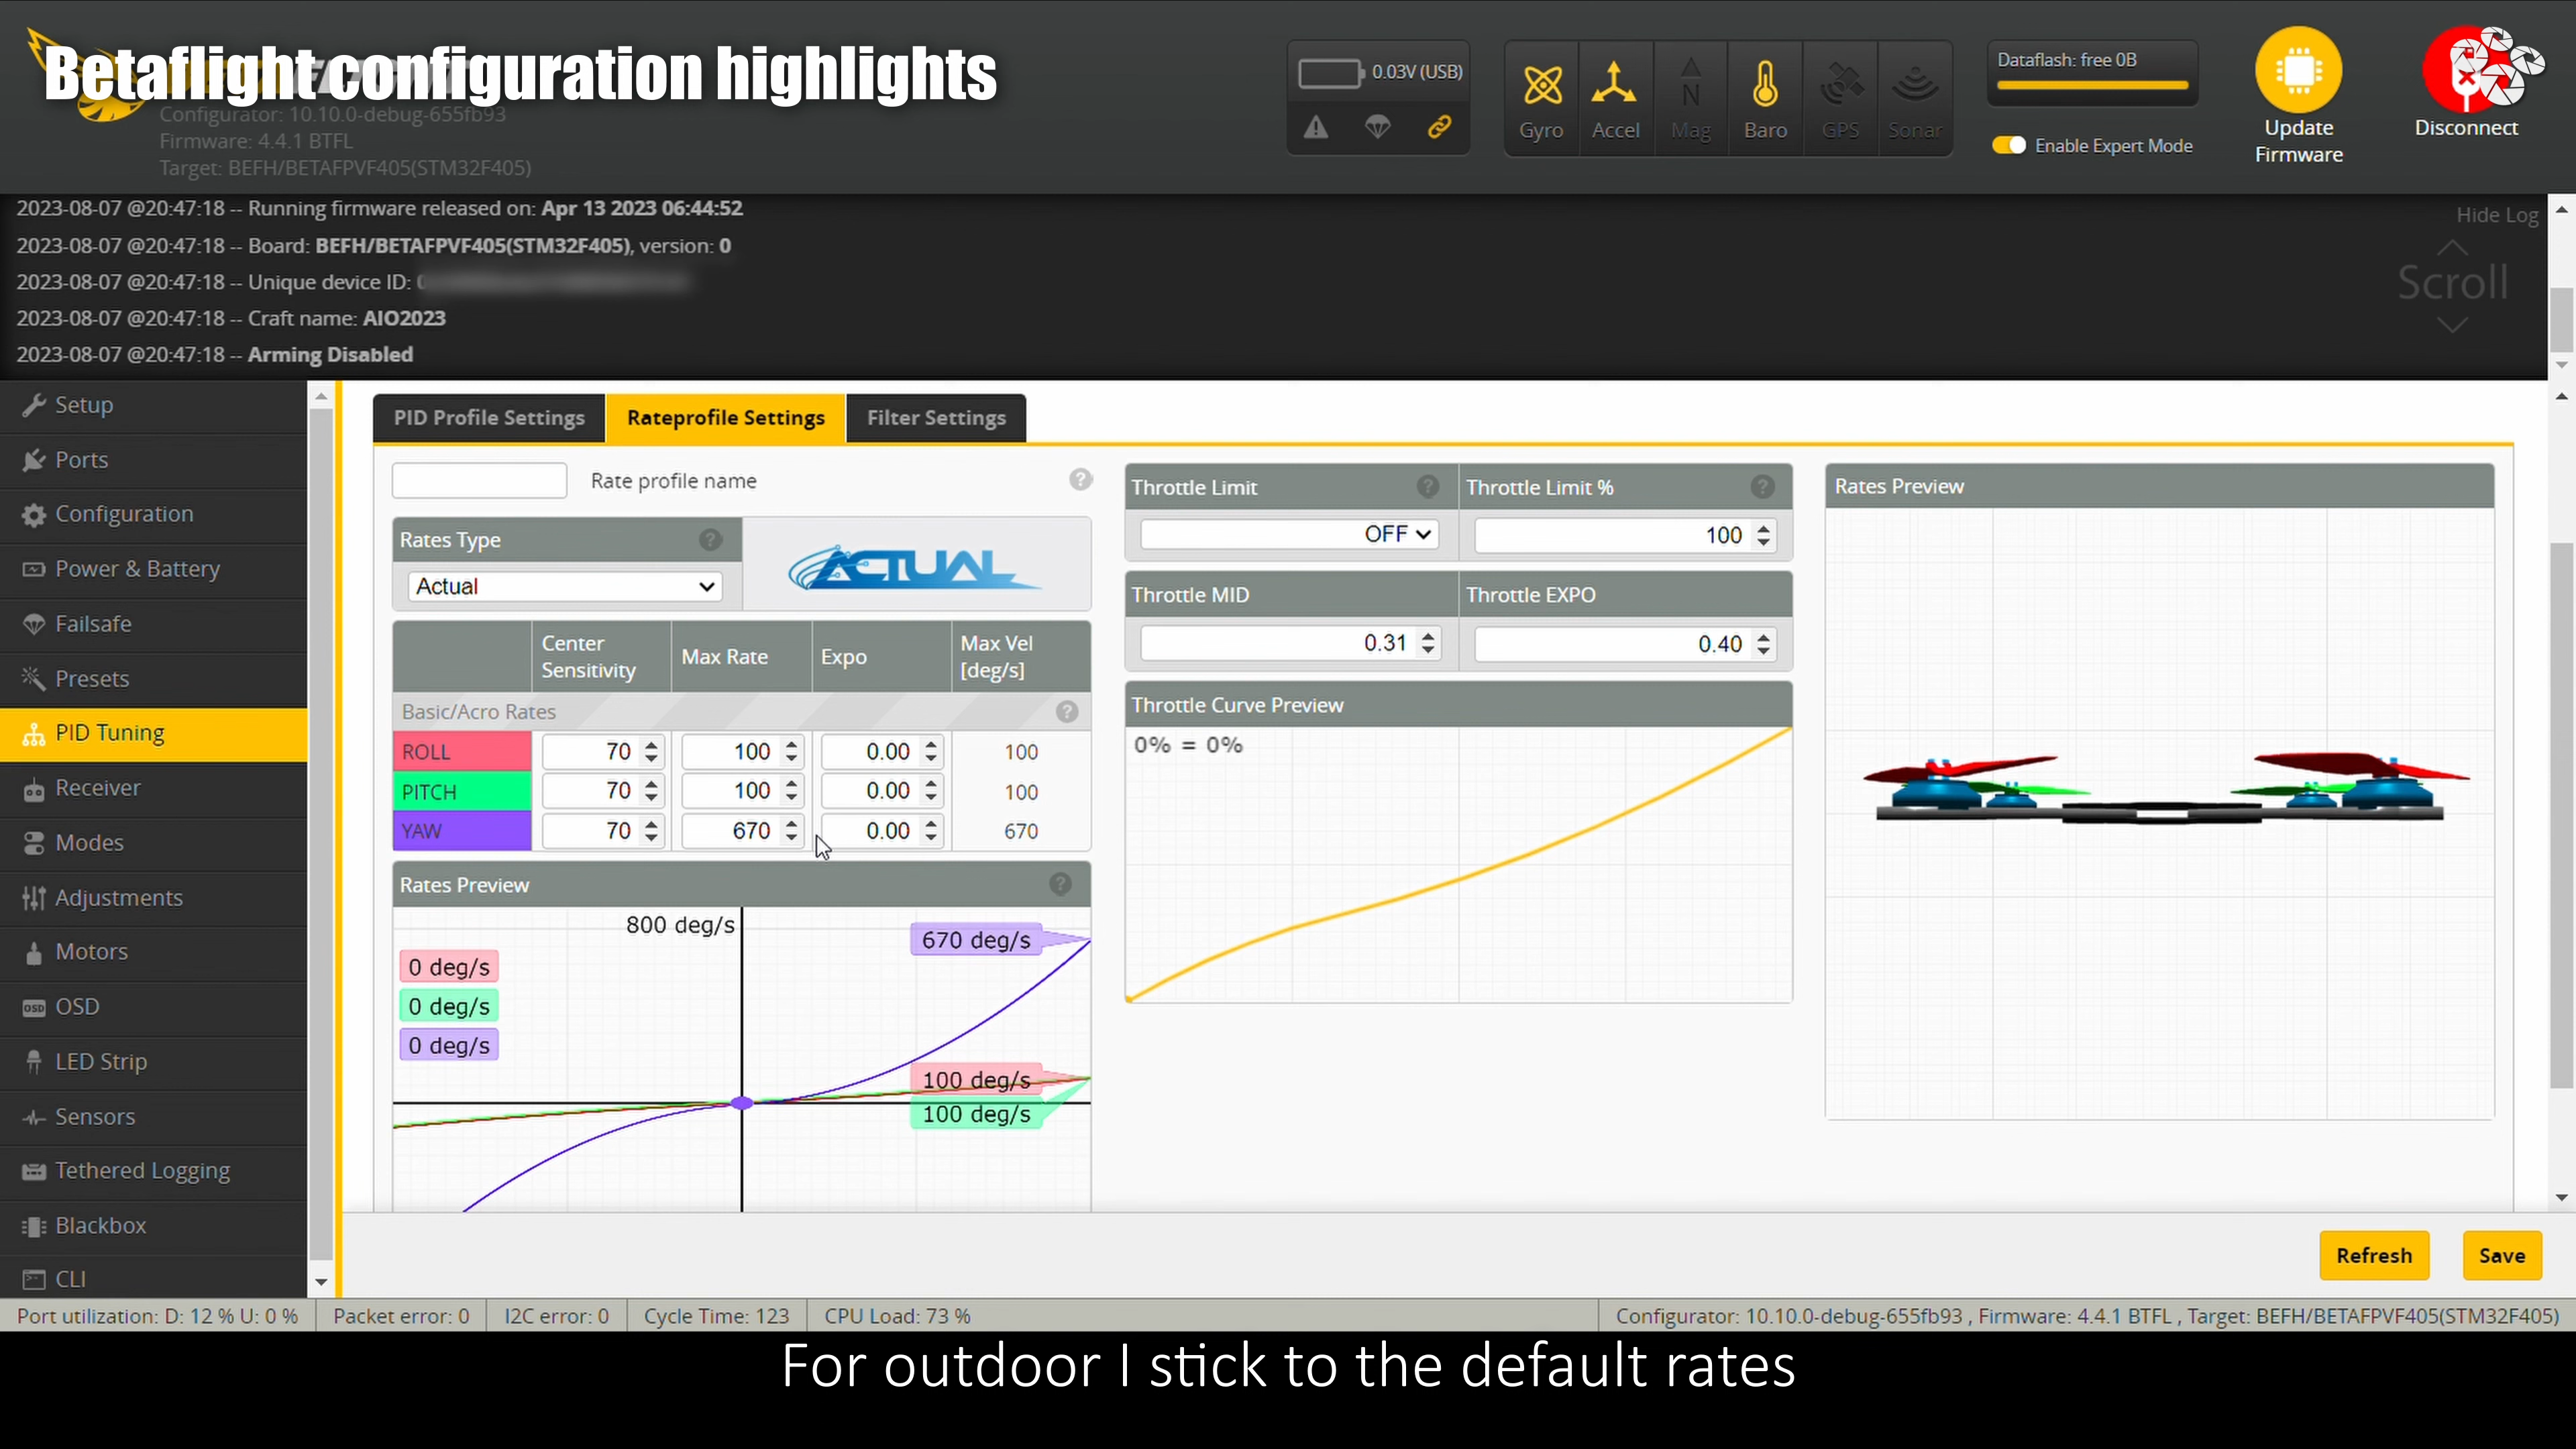 Betaflight configuration highlights
Configurator: 10.10.0-debug-655fb93
Firmware: 4.4.1 BTFL
Target: BEFH/BETAFPVF405(STM32F405)
0.03V (USB)
Gyro
Accel
N
Mag
Baro
GPS
Sonar
Dataflash: free 0B
Enable Expert Mode
Update
Firmware
Disconnect
2023-08-07 @20:47:18 -- Running firmware released on: Apr 13 2023 06:44:52
2023-08-07 @20:47:18 -- Board: BEFH/BETAFPVF405(STM32F405), version: 0
2023-08-07 @20:47:18 -- Unique device ID:
2023-08-07 @20:47:18 -- Craft name: AIO2023
2023-08-07 @20:47:18 -- Arming Disabled
Hide Log
Scroll
Setup
Ports
Configuration
Power & Battery
Failsafe
Presets
PID Tuning
Receiver
Modes
Adjustments
Motors
OSD OSD
LED Strip
Sensors
Tethered Logging
Blackbox
CLI
PID Profile Settings
Rateprofile Settings
Filter Settings
Rate profile name ?
Rates Type ?
ACTUAL
Actual
Center Sensitivity Max Rate Expo Max Vel [deg/s]
Basic/Acro Rates ?
ROLL 70 100 0.00 100
PITCH 70 100 0.00 100
YAW 70 670 0.00 670
Rates Preview ?
800 deg/s
670 deg/s
0 deg/s
0 deg/s
0 deg/s
100 deg/s
100 deg/s
Throttle Limit ? Throttle Limit % ?
OFF 100
Throttle MID Throttle EXPO
0.31 0.40
Throttle Curve Preview
0% = 0%
Rates Preview
Refresh
Save
Port utilization: D: 12 % U: 0 %
Packet error: 0
I2C error: 0
Cycle Time: 123
CPU Load: 73 %
Configurator: 10.10.0-debug-655fb93 , Firmware: 4.4.1 BTFL , Target: BEFH/BETAFPVF405(STM32F405)
For outdoor I stick to the default rates